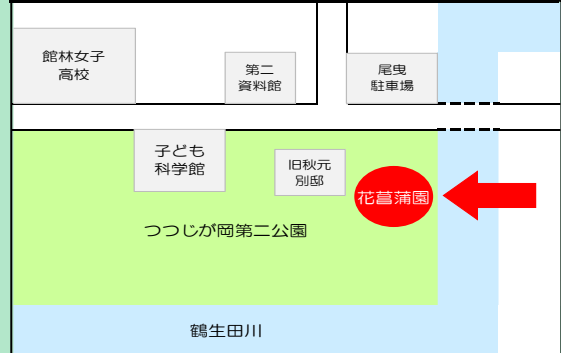 館林女子
高校
第二
資料館
尾曳
駐車場
子ども
科学館
旧秋元
別邸
花菖蒲園
つつじが岡第二公園
鶴生田川